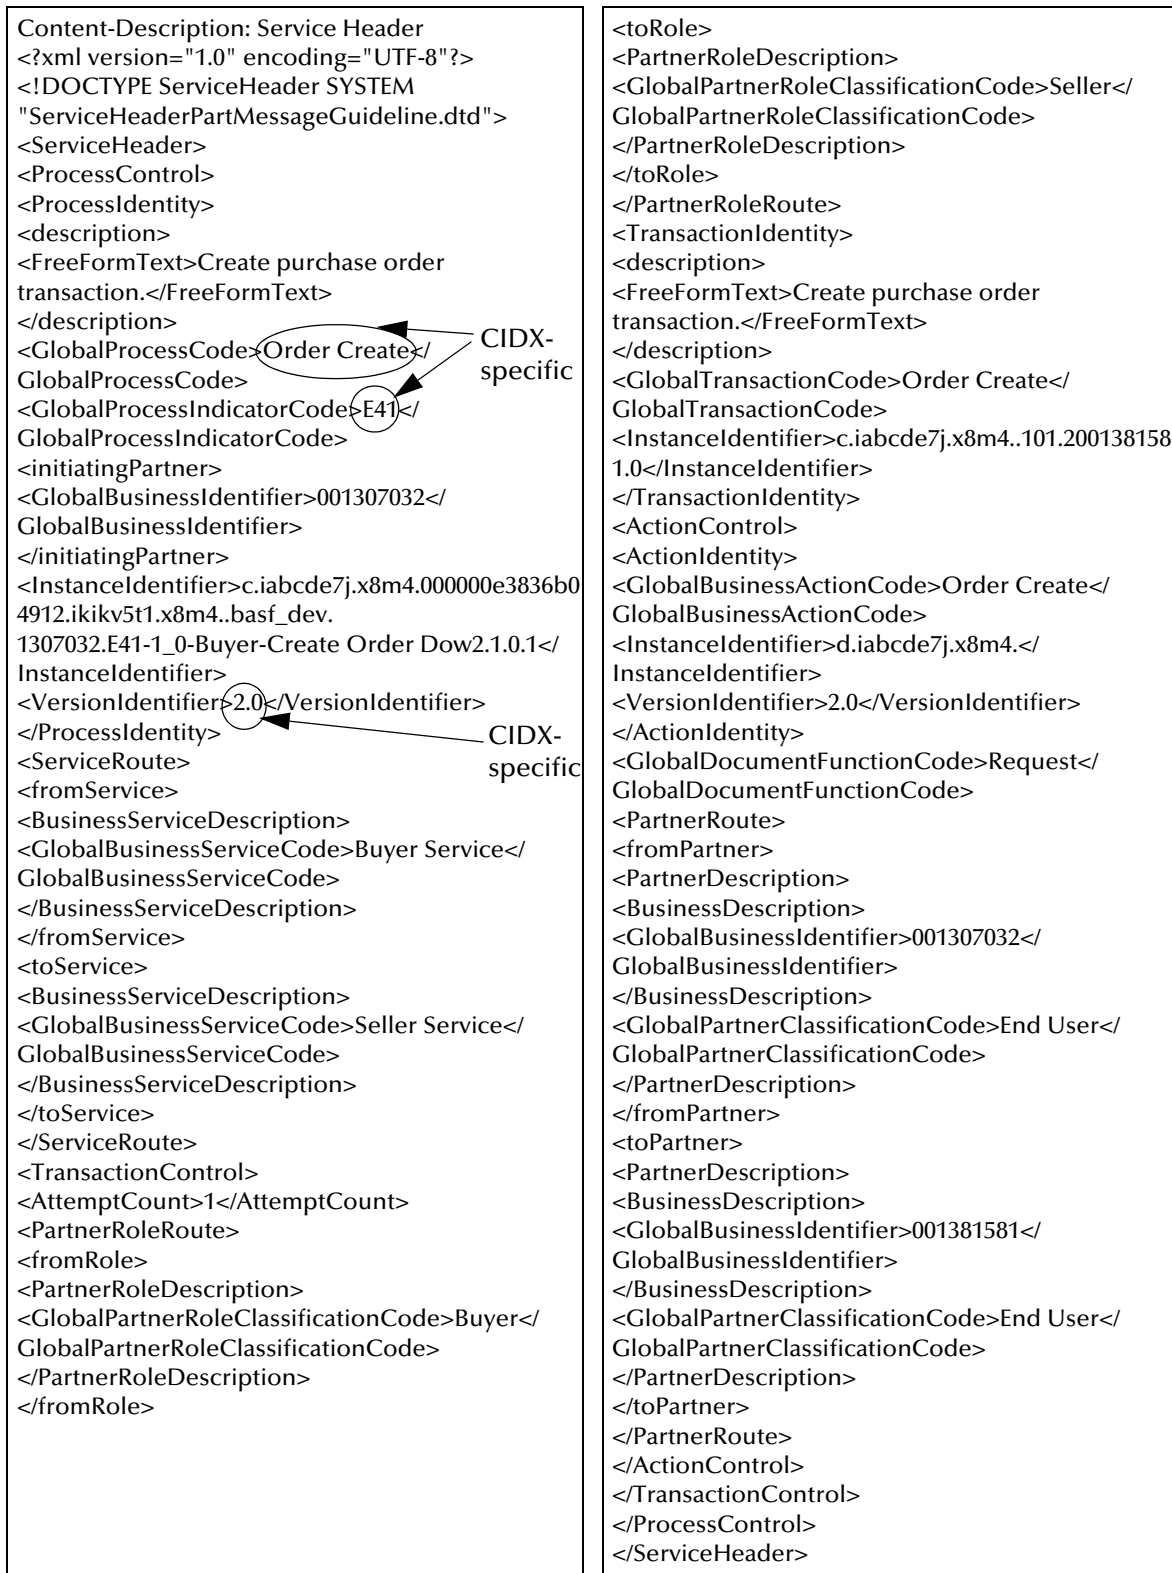 Content-Description: Service Header
<?xml version="1.0" encoding="UTF-8"?>
<!DOCTYPE ServiceHeader SYSTEM
"ServiceHeaderPartMessageGuideline.dtd">
<ServiceHeader>
<ProcessControl>
<ProcessIdentity>
<description>
<FreeFormText>Create purchase order
transaction.</FreeFormText>
</description>
<GlobalProcessCode>Order Create</
GlobalProcessCode>
<GlobalProcessIndicatorCode>E41</
GlobalProcessIndicatorCode>
CIDX-
specific
<initiatingPartner>
<GlobalBusinessIdentifier>001307032</
GlobalBusinessIdentifier>
</initiatingPartner>
<InstanceIdentifier>c.iabcde7j.x8m4.000000e3836b0
4912.ikikv5t1.x8m4..basf_dev.
1307032.E41-1_0-Buyer-Create Order Dow2.1.0.1</
InstanceIdentifier>
<VersionIdentifier>2.0</VersionIdentifier>
</ProcessIdentity>
CIDX-
specific
<ServiceRoute>
<fromService>
<BusinessServiceDescription>
<GlobalBusinessServiceCode>Buyer Service</
GlobalBusinessServiceCode>
</BusinessServiceDescription>
</fromService>
<toService>
<BusinessServiceDescription>
<GlobalBusinessServiceCode>Seller Service</
GlobalBusinessServiceCode>
</BusinessServiceDescription>
</toService>
</ServiceRoute>
<TransactionControl>
<AttemptCount>1</AttemptCount>
<PartnerRoleRoute>
<fromRole>
<PartnerRoleDescription>
<GlobalPartnerRoleClassificationCode>Buyer</
GlobalPartnerRoleClassificationCode>
</PartnerRoleDescription>
</fromRole>
<toRole>
<PartnerRoleDescription>
<GlobalPartnerRoleClassificationCode>Seller</
GlobalPartnerRoleClassificationCode>
</PartnerRoleDescription>
</toRole>
</PartnerRoleRoute>
<TransactionIdentity>
<description>
<FreeFormText>Create purchase order
transaction.</FreeFormText>
</description>
<GlobalTransactionCode>Order Create</
GlobalTransactionCode>
<InstanceIdentifier>c.iabcde7j.x8m4..101.200138158
1.0</InstanceIdentifier>
</TransactionIdentity>
<ActionControl>
<ActionIdentity>
<GlobalBusinessActionCode>Order Create</
GlobalBusinessActionCode>
<InstanceIdentifier>d.iabcde7j.x8m4.</
InstanceIdentifier>
<VersionIdentifier>2.0</VersionIdentifier>
</ActionIdentity>
<GlobalDocumentFunctionCode>Request</
GlobalDocumentFunctionCode>
<PartnerRoute>
<fromPartner>
<PartnerDescription>
<BusinessDescription>
<GlobalBusinessIdentifier>001307032</
GlobalBusinessIdentifier>
</BusinessDescription>
<GlobalPartnerClassificationCode>End User</
GlobalPartnerClassificationCode>
</PartnerDescription>
</fromPartner>
<toPartner>
<PartnerDescription>
<BusinessDescription>
<GlobalBusinessIdentifier>001381581</
GlobalBusinessIdentifier>
</BusinessDescription>
<GlobalPartnerClassificationCode>End User</
GlobalPartnerClassificationCode>
</PartnerDescription>
</toPartner>
</PartnerRoute>
</ActionControl>
</TransactionControl>
</ProcessControl>
</ServiceHeader>